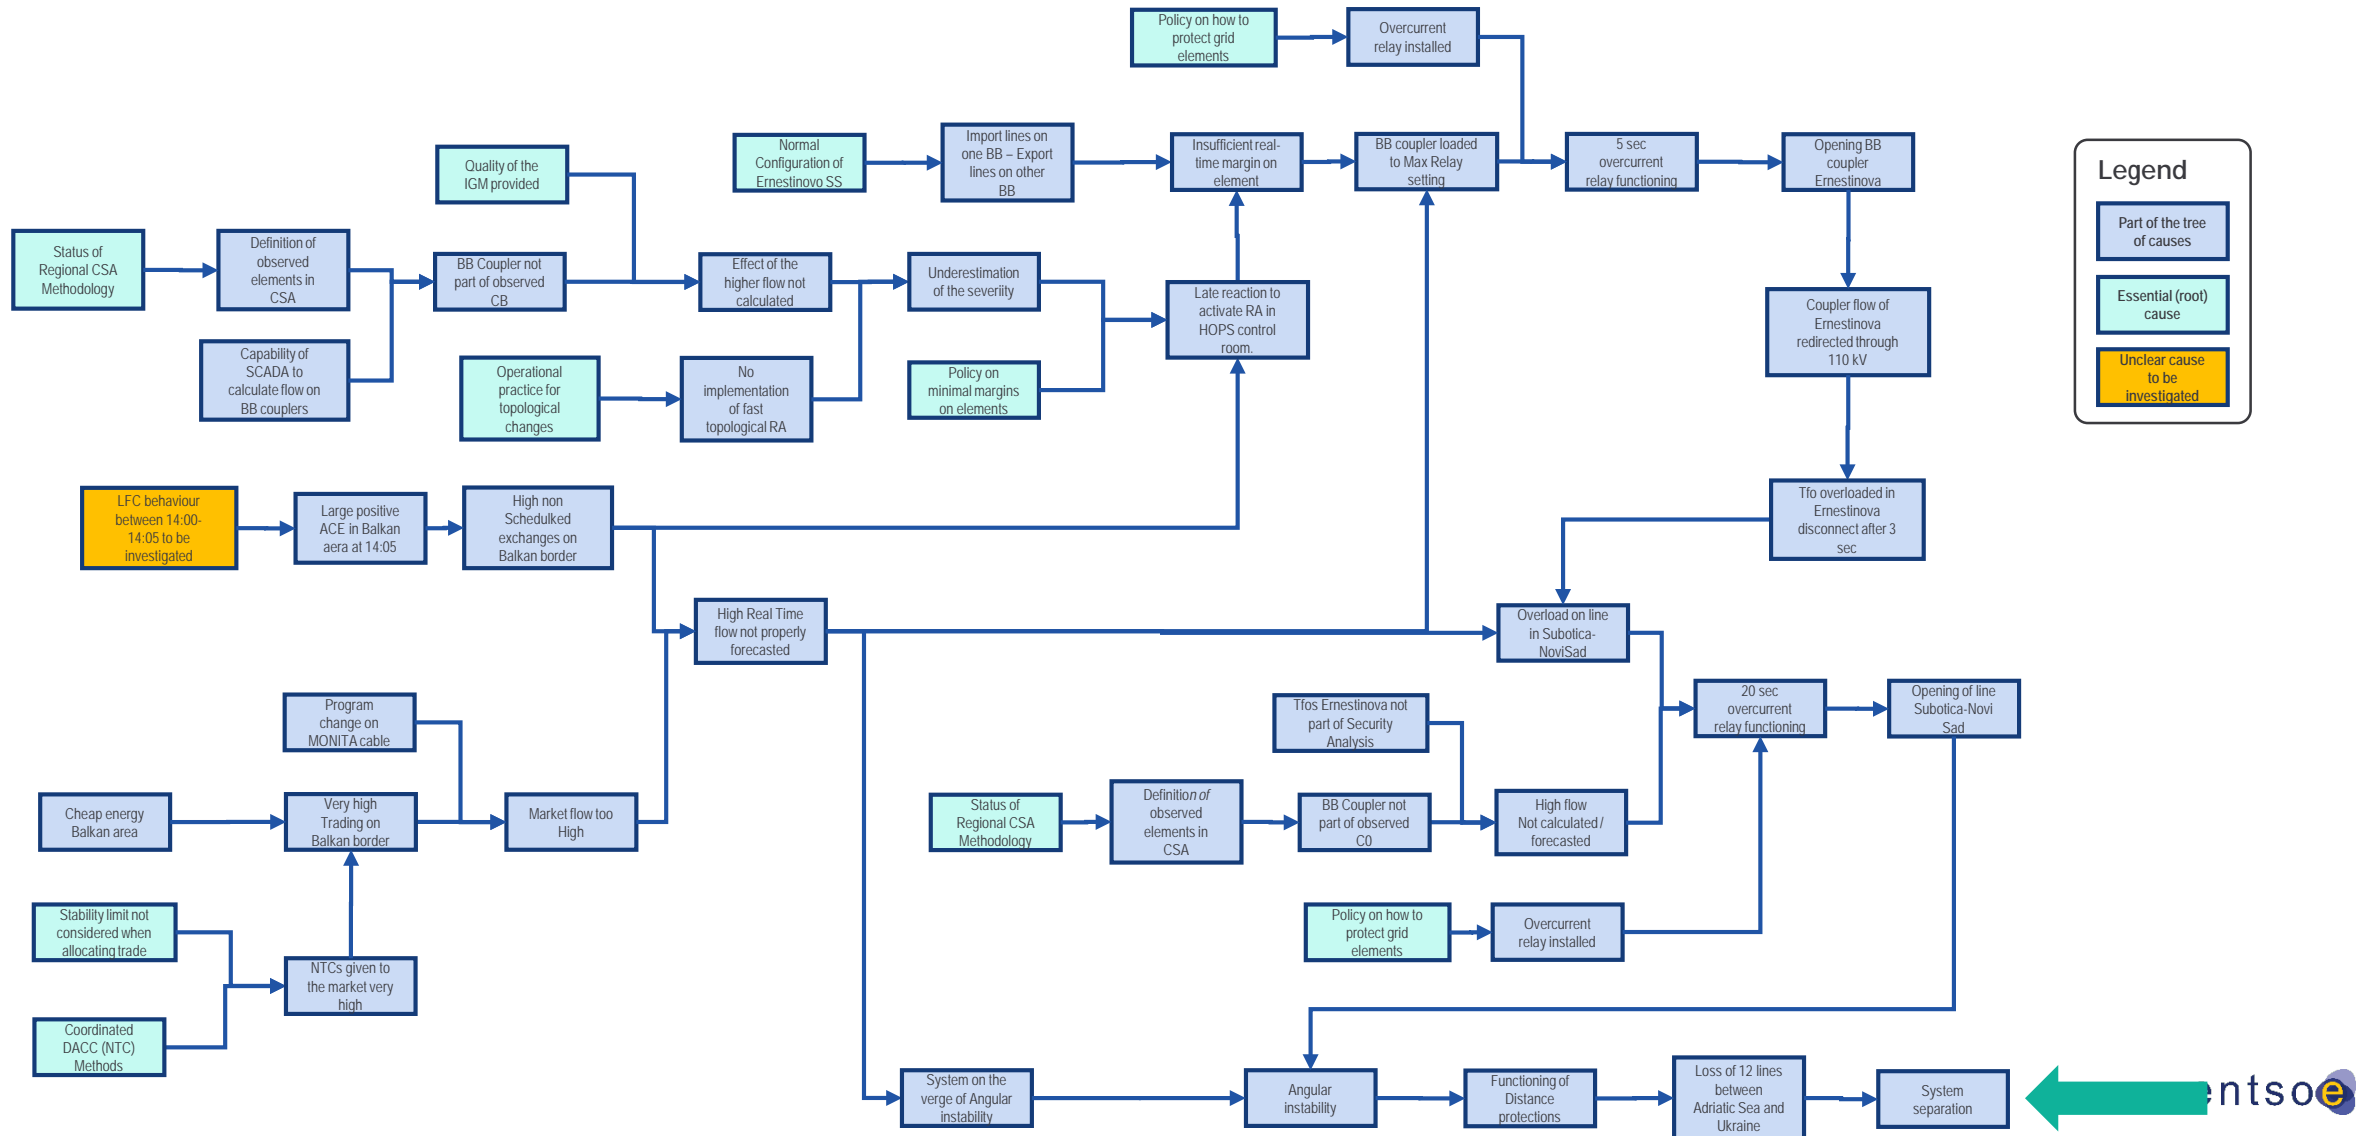 Policy on how to
protect grid
elements
Overcurrent
relay installed
Normal
Configuration of
Ernestinovo SS
Import lines on
one BB – Export
lines on other
BB
Insufficient real-
time margin on
element
BB coupler loaded
to Max Relay
setting
5 sec
overcurrent
relay functioning
Opening BB
coupler
Ernestinova
Legend
Part of the tree
of causes
Essential (root)
cause
Unclear cause
to be
investigated
Quality of the
IGM provided
Status of
Regional CSA
Methodology
Definition of
observed
elements in
CSA
BB Coupler not
part of observed
CB
Effect of the
higher flow not
calculated
Underestimation
of the severiity
Late reaction to
activate RA in
HOPS control
room.
Coupler flow of
Ernestinova
redirected through
110 kV
Capability of
SCADA to
calculate flow on
BB couplers
Operational
practice for
topological
changes
No
implementation
of fast
topological RA
Policy on
minimal margins
on elements
LFC behaviour
between 14:00-
14:05 to be
investigated
Large positive
ACE in Balkan
aera at 14:05
High non
Schedulked
exchanges on
Balkan border
Tfo overloaded in
Ernestinova
disconnect after 3
sec
High Real Time
flow not properly
forecasted
Overload on line
in Subotica-
NoviSad
Program
change on
MONITA cable
Tfos Ernestinova not
part of Security
Analysis
20 sec
overcurrent
relay functioning
Opening of line
Subotica-Novi
Sad
Cheap energy
Balkan area
Very high
Trading on
Balkan border
Market flow too
High
Status of
Regional CSA
Methodology
Definition of
observed
elements in
CSA
BB Coupler not
part of observed
C0
High flow
Not calculated /
forecasted
Stability limit not
considered when
allocating trade
NTCs given to
the market very
high
Policy on how to
protect grid
elements
Overcurrent
relay installed
Coordinated
DACC (NTC)
Methods
System on the
verge of Angular
instability
Angular
instability
Functioning of
Distance
protections
Loss of 12 lines
between
Adriatic Sea and
Ukraine
System
separation
entsoe